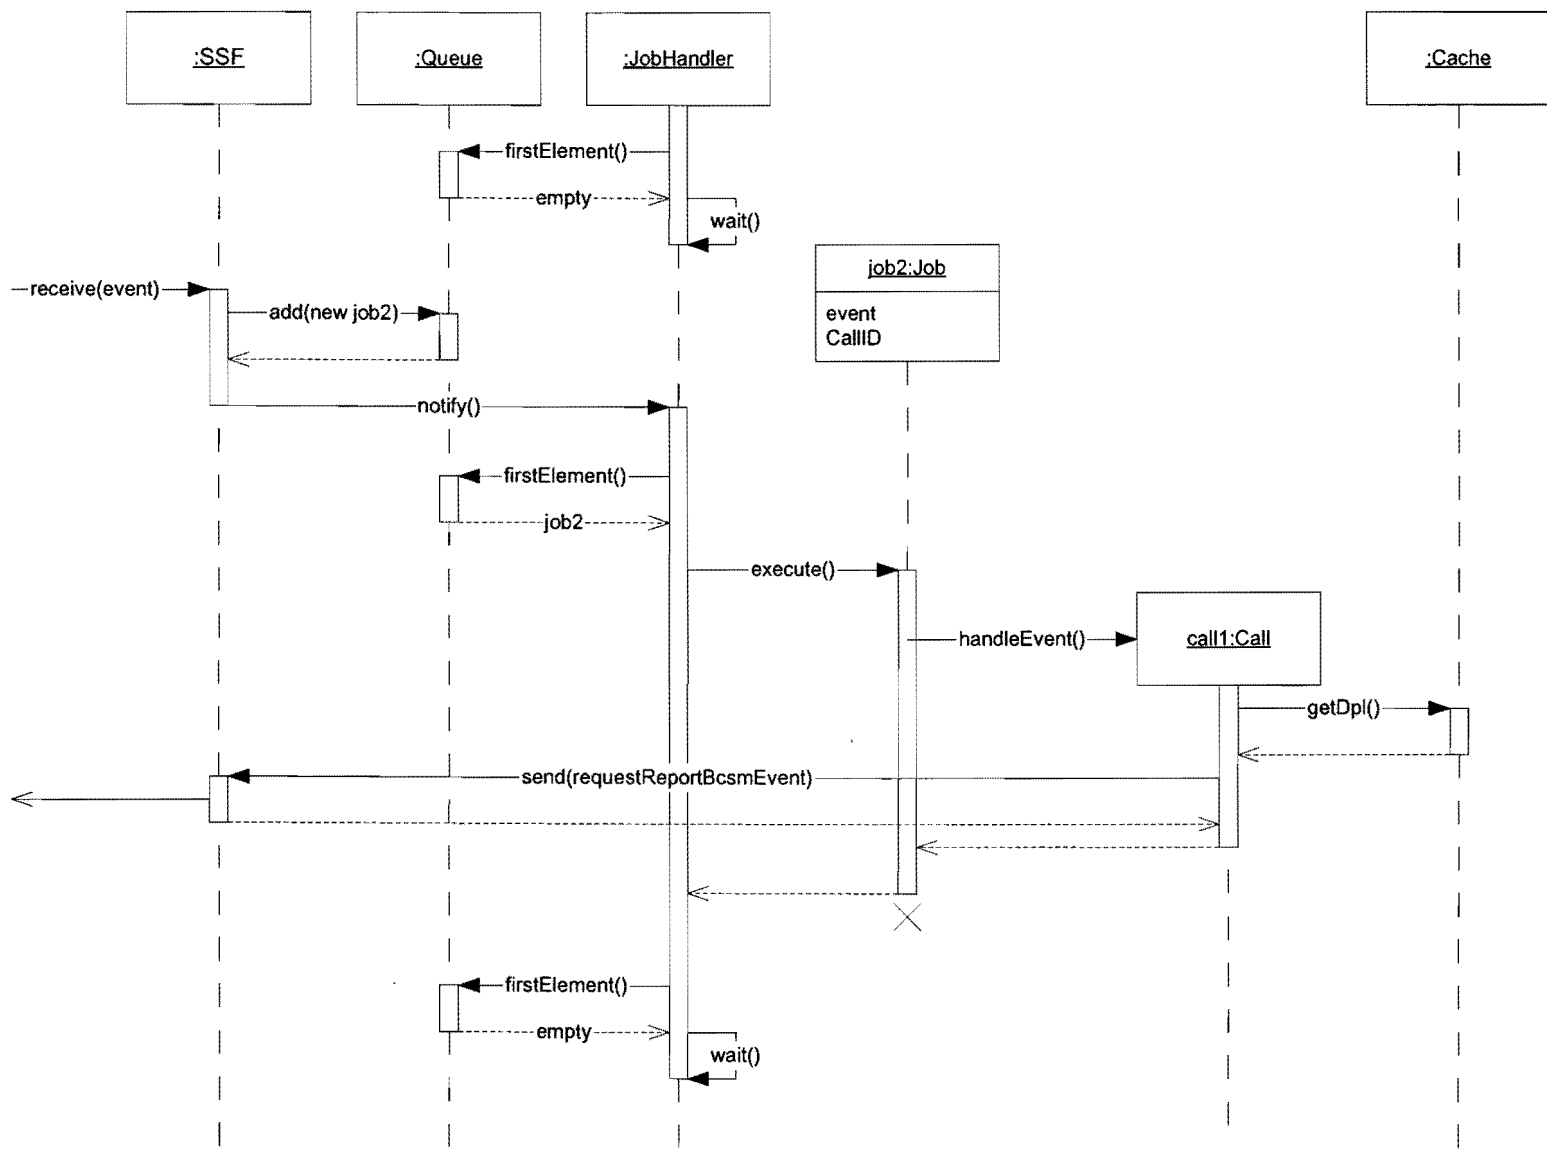 :SSF
:Queue
:JobHandler
:Cache
firstElement()
empty
wait()
job2:Job
event
CallID
receive(event)
add(new job2)
notify()
firstElement()
job2
execute()
handleEvent()
call1:Call
getDpl()
send(requestReportBcsmEvent)
firstElement()
empty
wait()